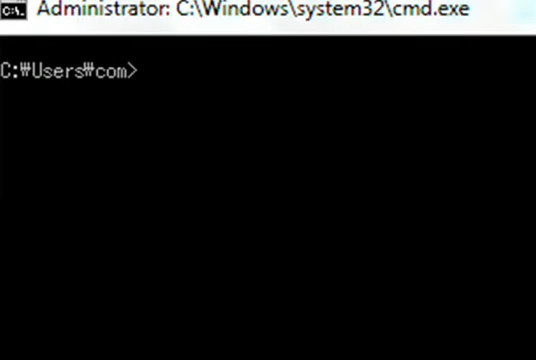 C:\. Administrator: C:\Windows\system32\cmd.exe
C:₩Users₩com>